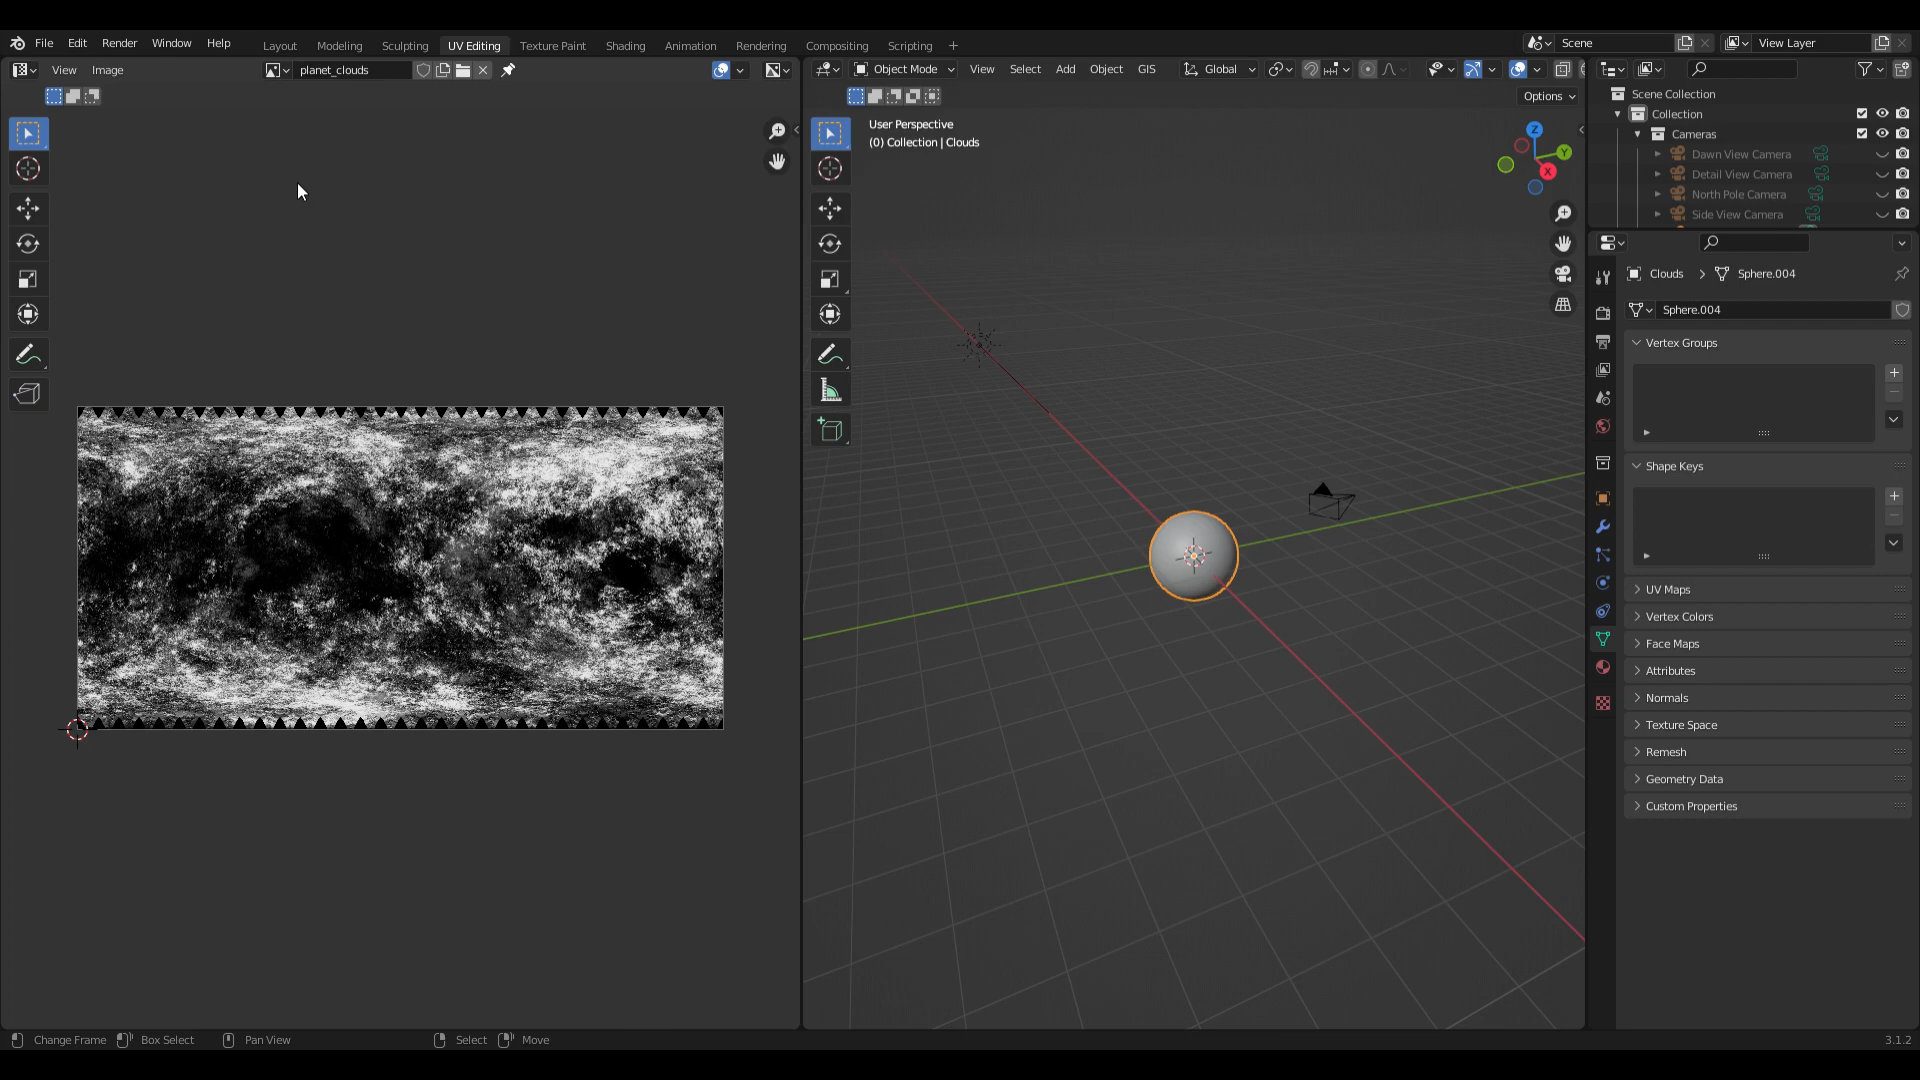 File Edit Render Window Help Layout Modeling Sculpting UV Editing Texture Paint Shading Animation Rendering Compositing Scripting + Scene View Layer
View Image planet_clouds Object Mode View Select Add Object GIS Global
Options
User Perspective
(0) Collection | Clouds
Z
Y
X
Scene Collection
Collection
Cameras
Dawn View Camera
Detail View Camera
North Pole Camera
Side View Camera
Clouds Sphere.004
Sphere.004
Vertex Groups
Shape Keys
UV Maps
Vertex Colors
Face Maps
Attributes
Normals
Texture Space
Remesh
Geometry Data
Custom Properties
Change Frame Box Select Pan View Select Move 3.1.2